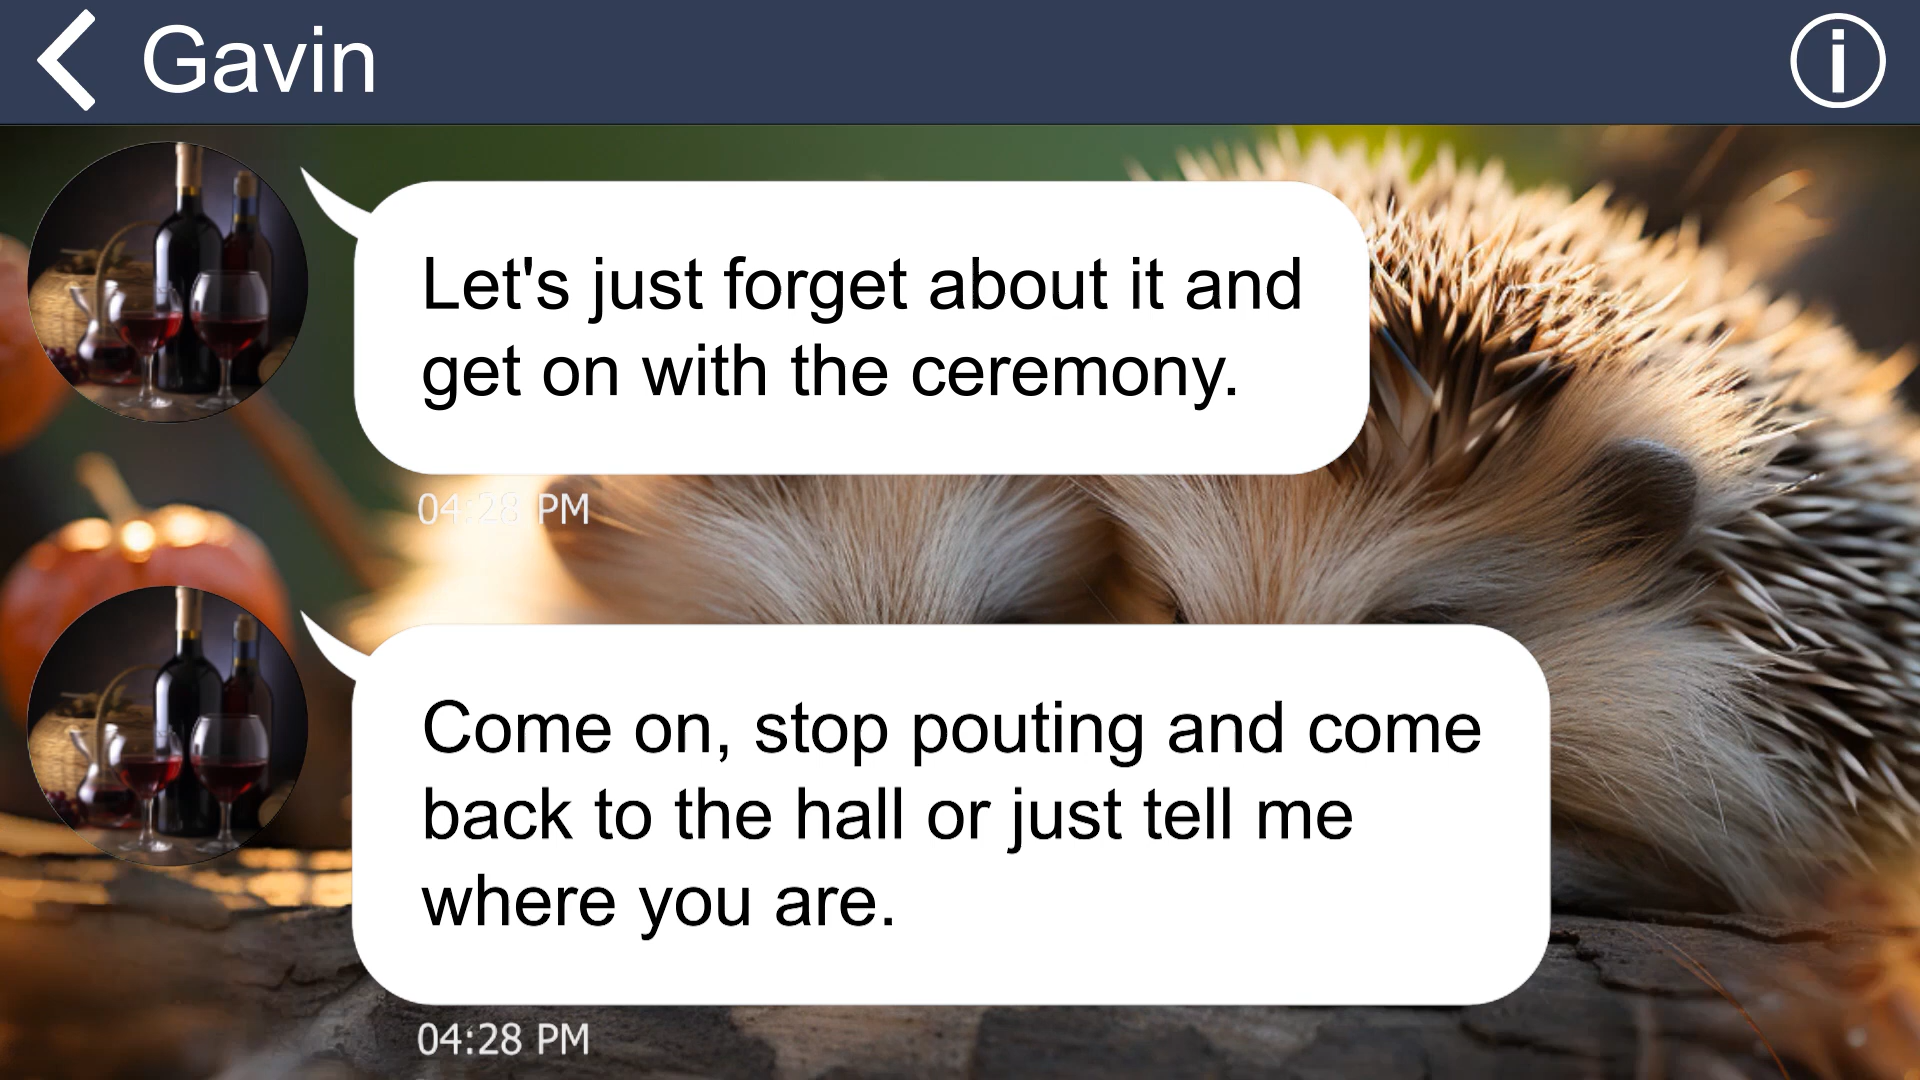 Gavin
Let's just forget about it and
get on with the ceremony.
04:28 PM
Come on, stop pouting and come
back to the hall or just tell me
where you are.
04:28 PM